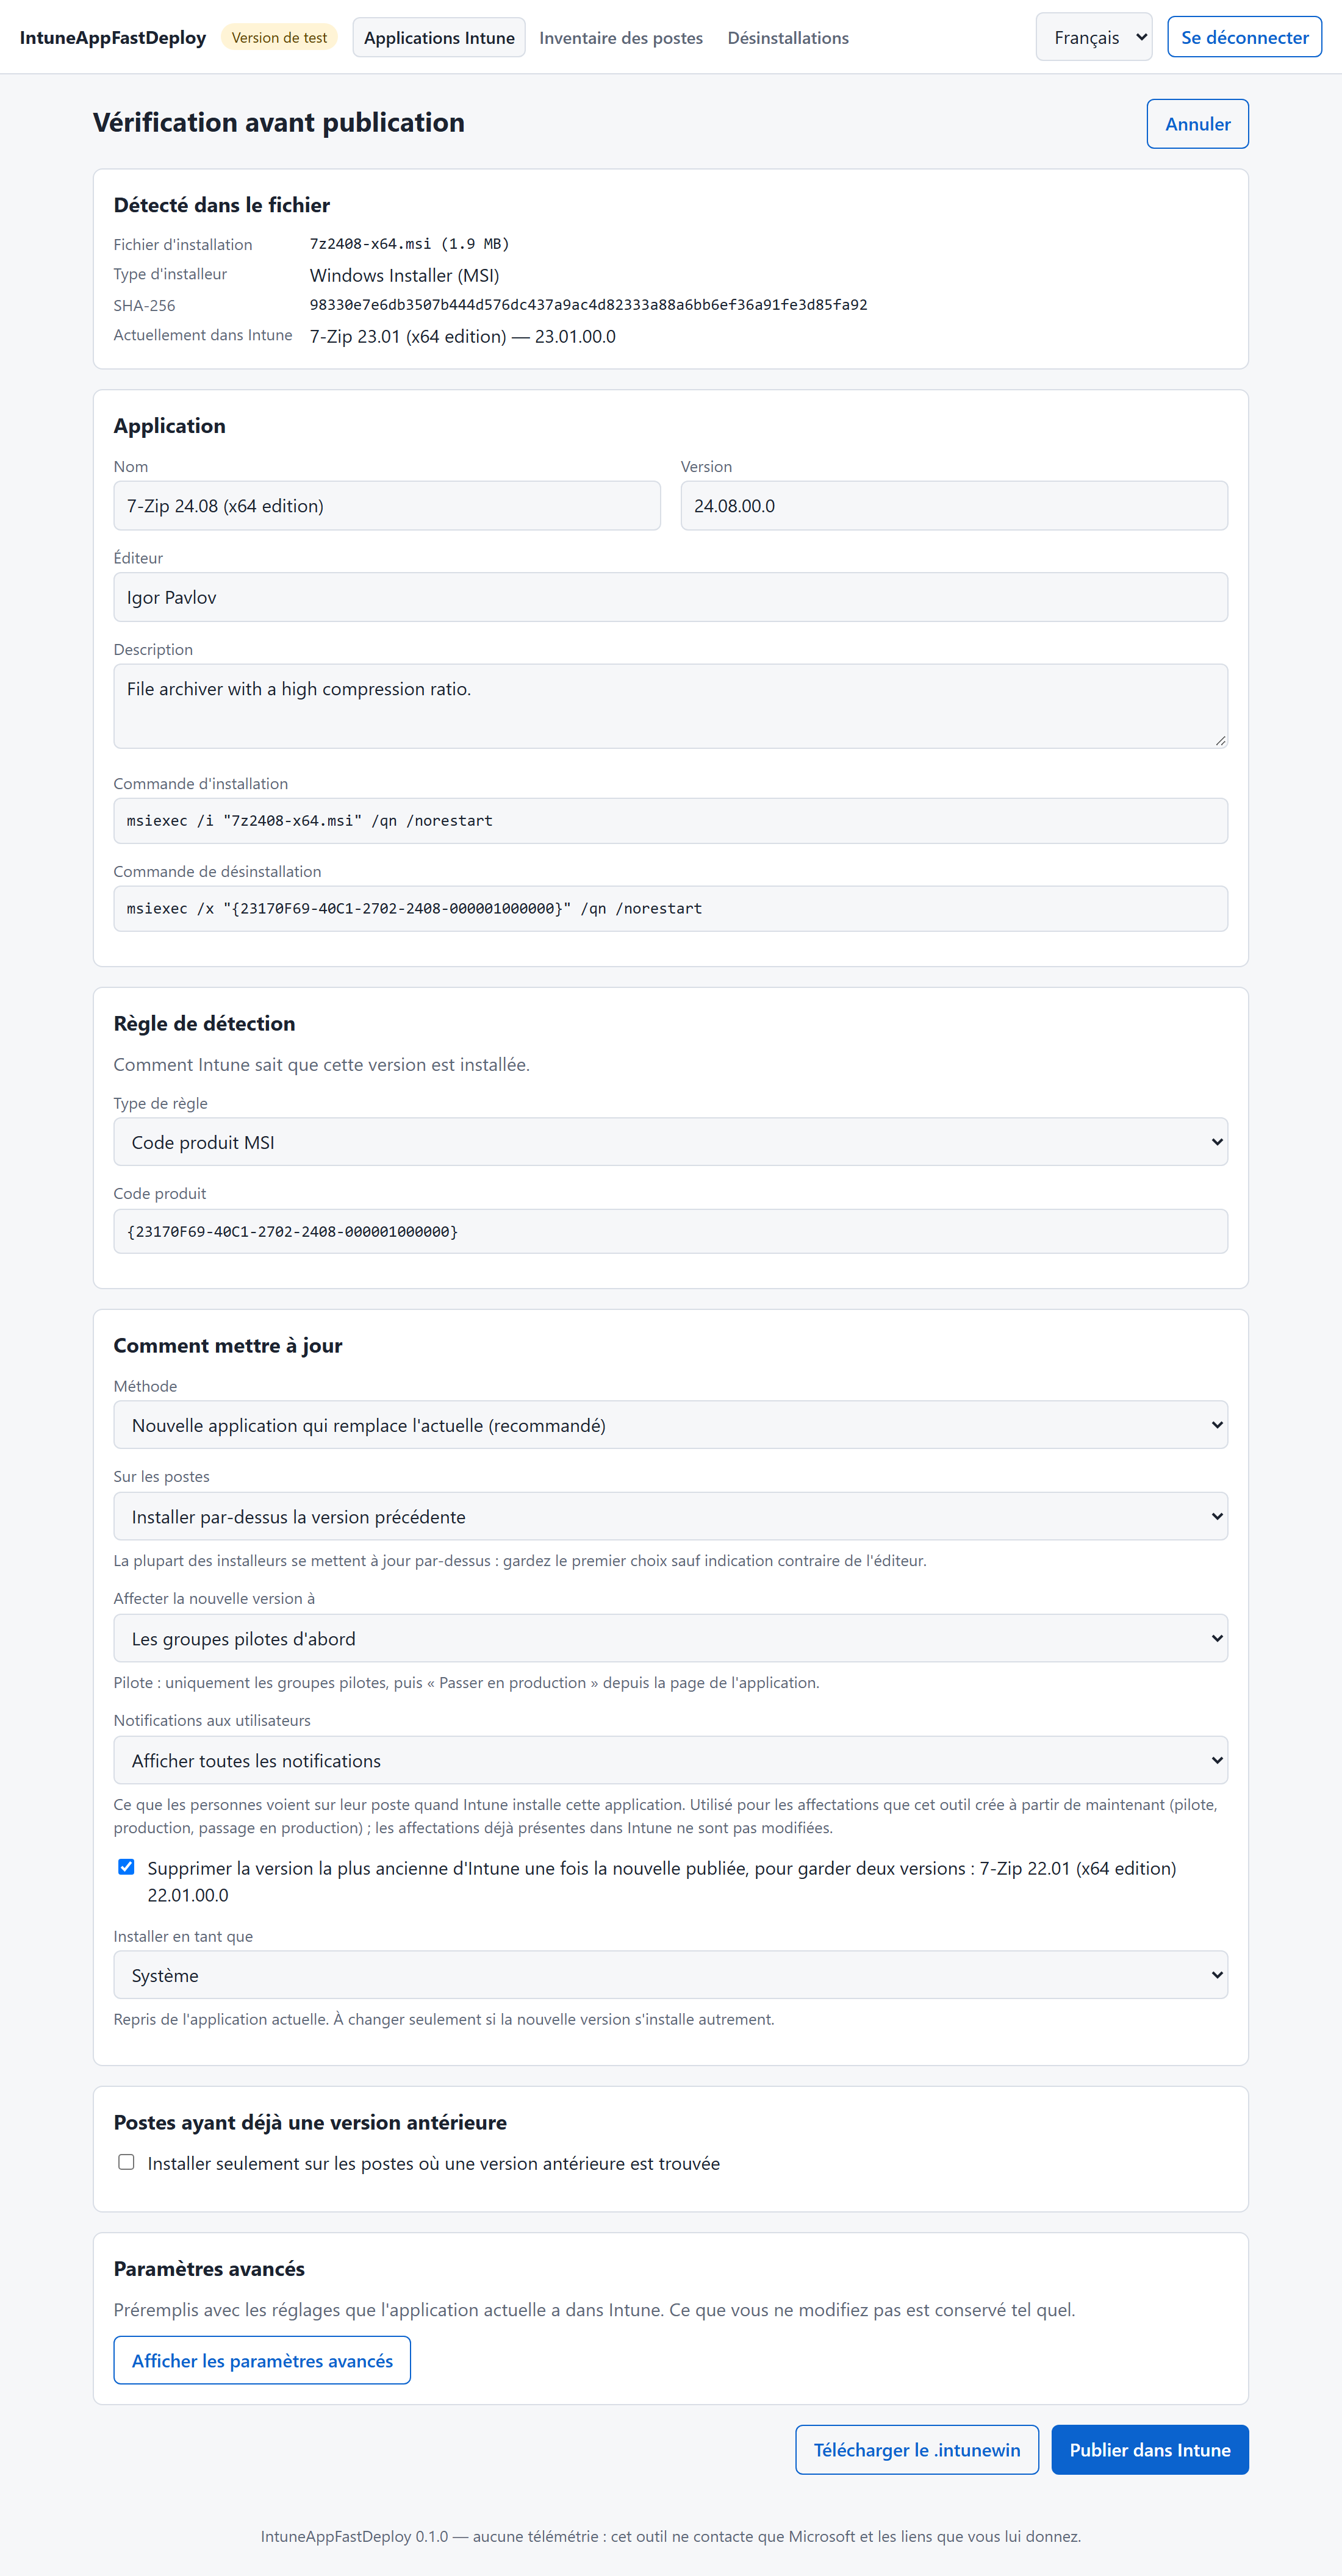 IntuneAppFastDeploy Version de test Applications Intune Inventaire des postes Désinstallations Français Se déconnecter
Vérification avant publication Annuler
Détecté dans le fichier
Fichier d'installation 7z2408-x64.msi (1.9 MB)
Type d'installeur Windows Installer (MSI)
SHA-256 98330e7e6db3507b444d576dc437a9ac4d82333a88a6bb6ef36a91fe3d85fa92
Actuellement dans Intune 7-Zip 23.01 (x64 edition) — 23.01.00.0
Application
Nom Version
7-Zip 24.08 (x64 edition) 24.08.00.0
Éditeur
Igor Pavlov
Description
File archiver with a high compression ratio.
Commande d'installation
msiexec /i "7z2408-x64.msi" /qn /norestart
Commande de désinstallation
msiexec /x "{23170F69-40C1-2702-2408-000001000000}" /qn /norestart
Règle de détection
Comment Intune sait que cette version est installée.
Type de règle
Code produit MSI
Code produit
{23170F69-40C1-2702-2408-000001000000}
Comment mettre à jour
Méthode
Nouvelle application qui remplace l'actuelle (recommandé)
Sur les postes
Installer par-dessus la version précédente
La plupart des installeurs se mettent à jour par-dessus : gardez le premier choix sauf indication contraire de l'éditeur.
Affecter la nouvelle version à
Les groupes pilotes d'abord
Pilote : uniquement les groupes pilotes, puis « Passer en production » depuis la page de l'application.
Notifications aux utilisateurs
Afficher toutes les notifications
Ce que les personnes voient sur leur poste quand Intune installe cette application. Utilisé pour les affectations que cet outil crée à partir de maintenant (pilote,
production, passage en production) ; les affectations déjà présentes dans Intune ne sont pas modifiées.
Supprimer la version la plus ancienne d'Intune une fois la nouvelle publiée, pour garder deux versions : 7-Zip 22.01 (x64 edition)
22.01.00.0
Installer en tant que
Système
Repris de l'application actuelle. À changer seulement si la nouvelle version s'installe autrement.
Postes ayant déjà une version antérieure
Installer seulement sur les postes où une version antérieure est trouvée
Paramètres avancés
Préremplis avec les réglages que l'application actuelle a dans Intune. Ce que vous ne modifiez pas est conservé tel quel.
Afficher les paramètres avancés
Télécharger le .intunewin Publier dans Intune
IntuneAppFastDeploy 0.1.0 — aucune télémétrie : cet outil ne contacte que Microsoft et les liens que vous lui donnez.